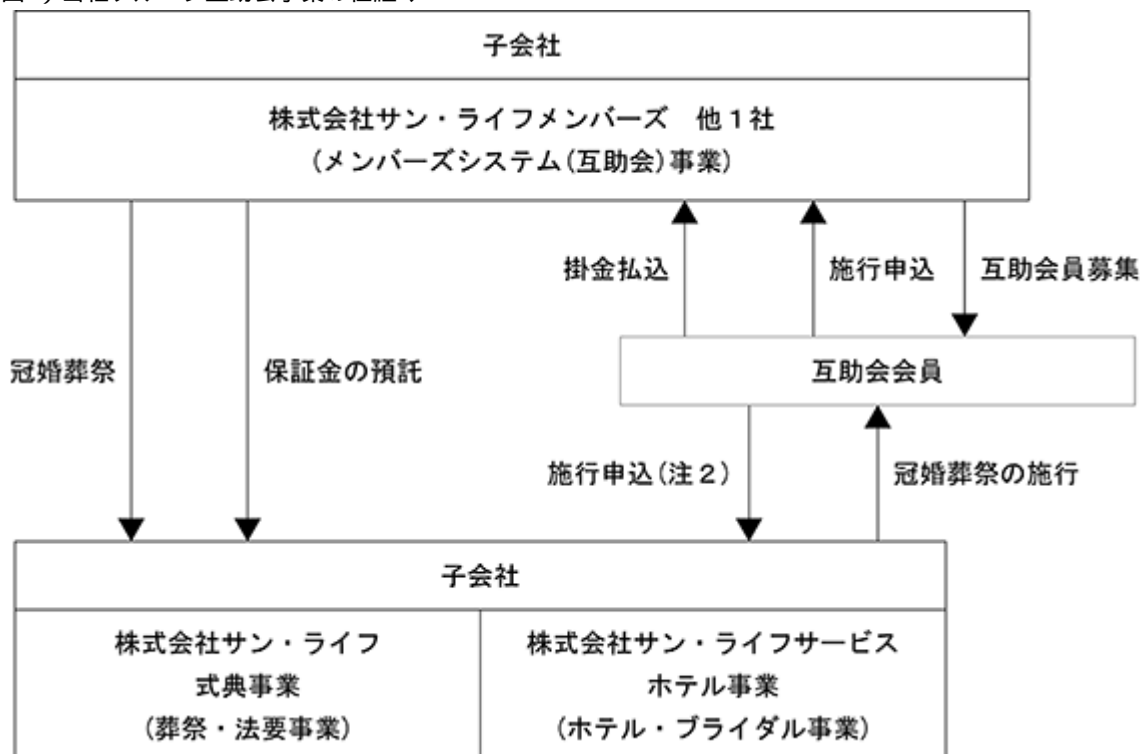 子会社
株式会社サン・ライフメンバーズ 他1社
(メンバーズシステム(互助会)事業)
掛金払込
施行申込
互助会員募集
冠婚葬祭
保証金の預託
互助会会員
施行申込(注2)
冠婚葬祭の施行
子会社
株式会社サン・ライフ
式典事業
(葬祭・法要事業)
株式会社サン・ライフサービス
ホテル事業
(ホテル・ブライダル事業)